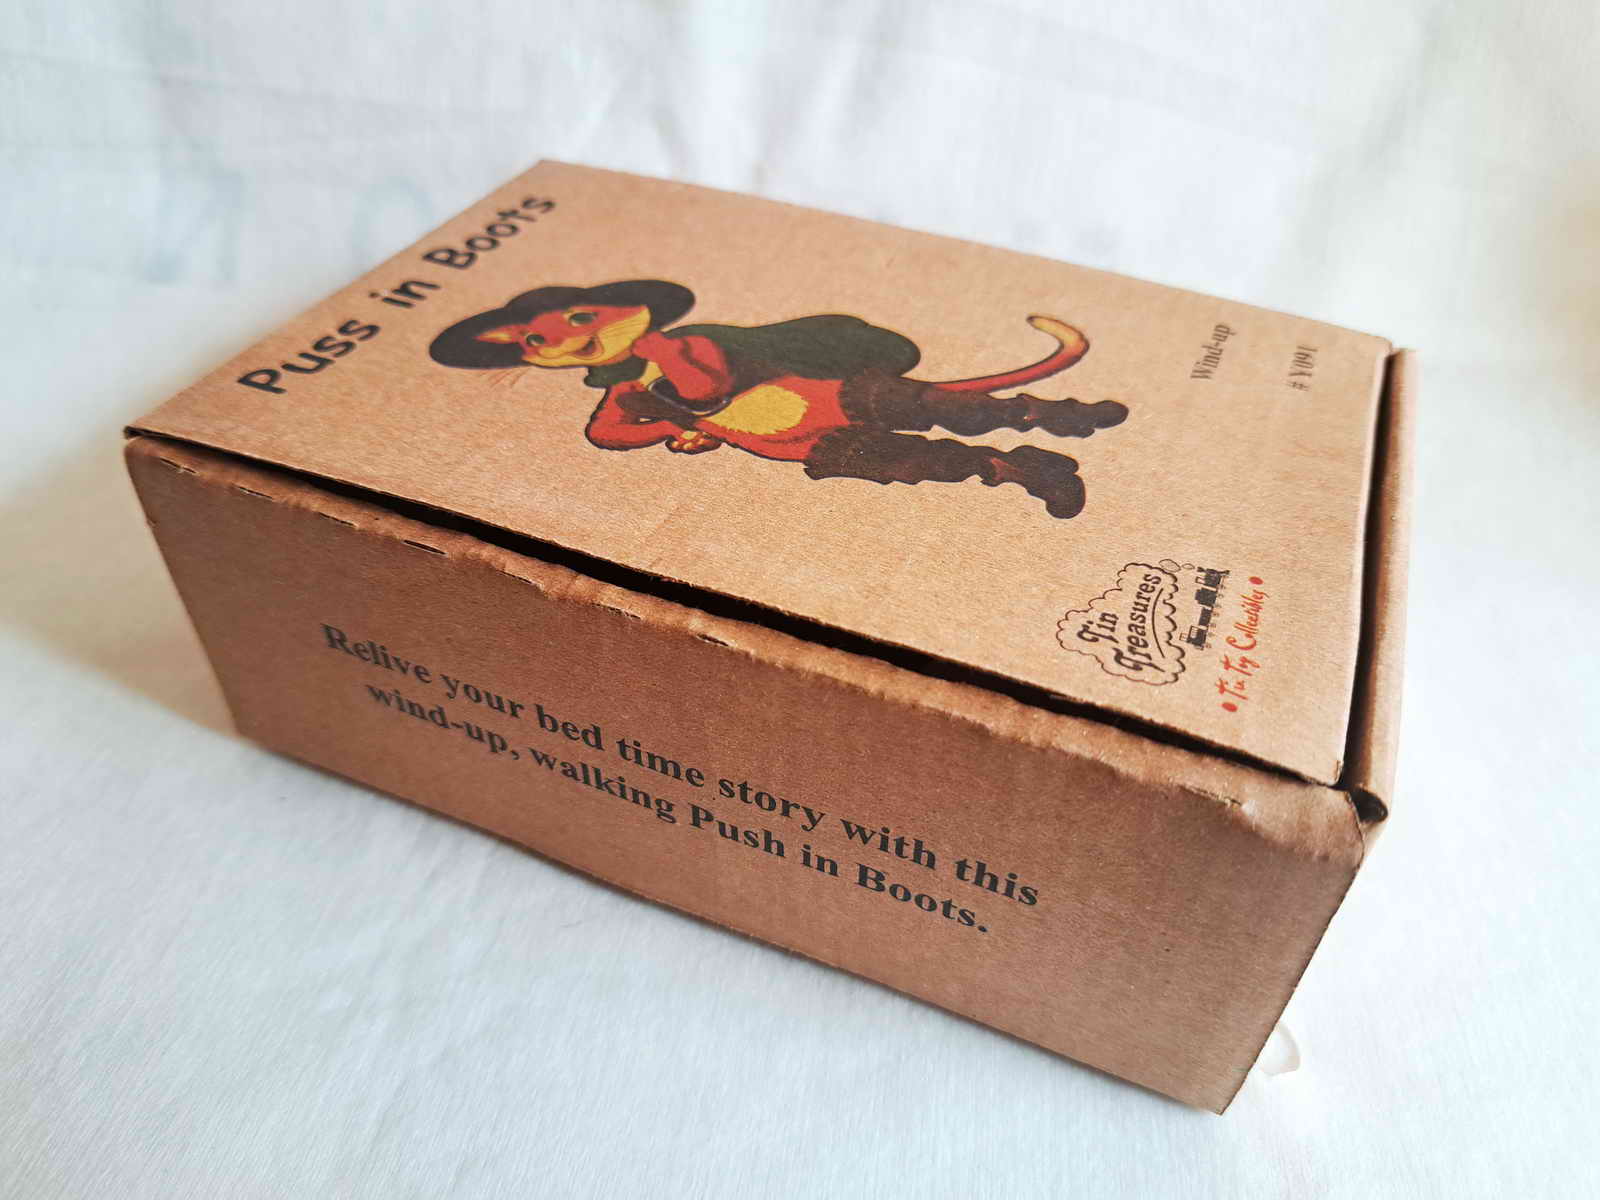 Puss in Boots
Wind-up
# Y091
Tin
Treasures
Tin Toy Collectibles
Relive your bed time story with this
wind-up, walking Push in Boots.